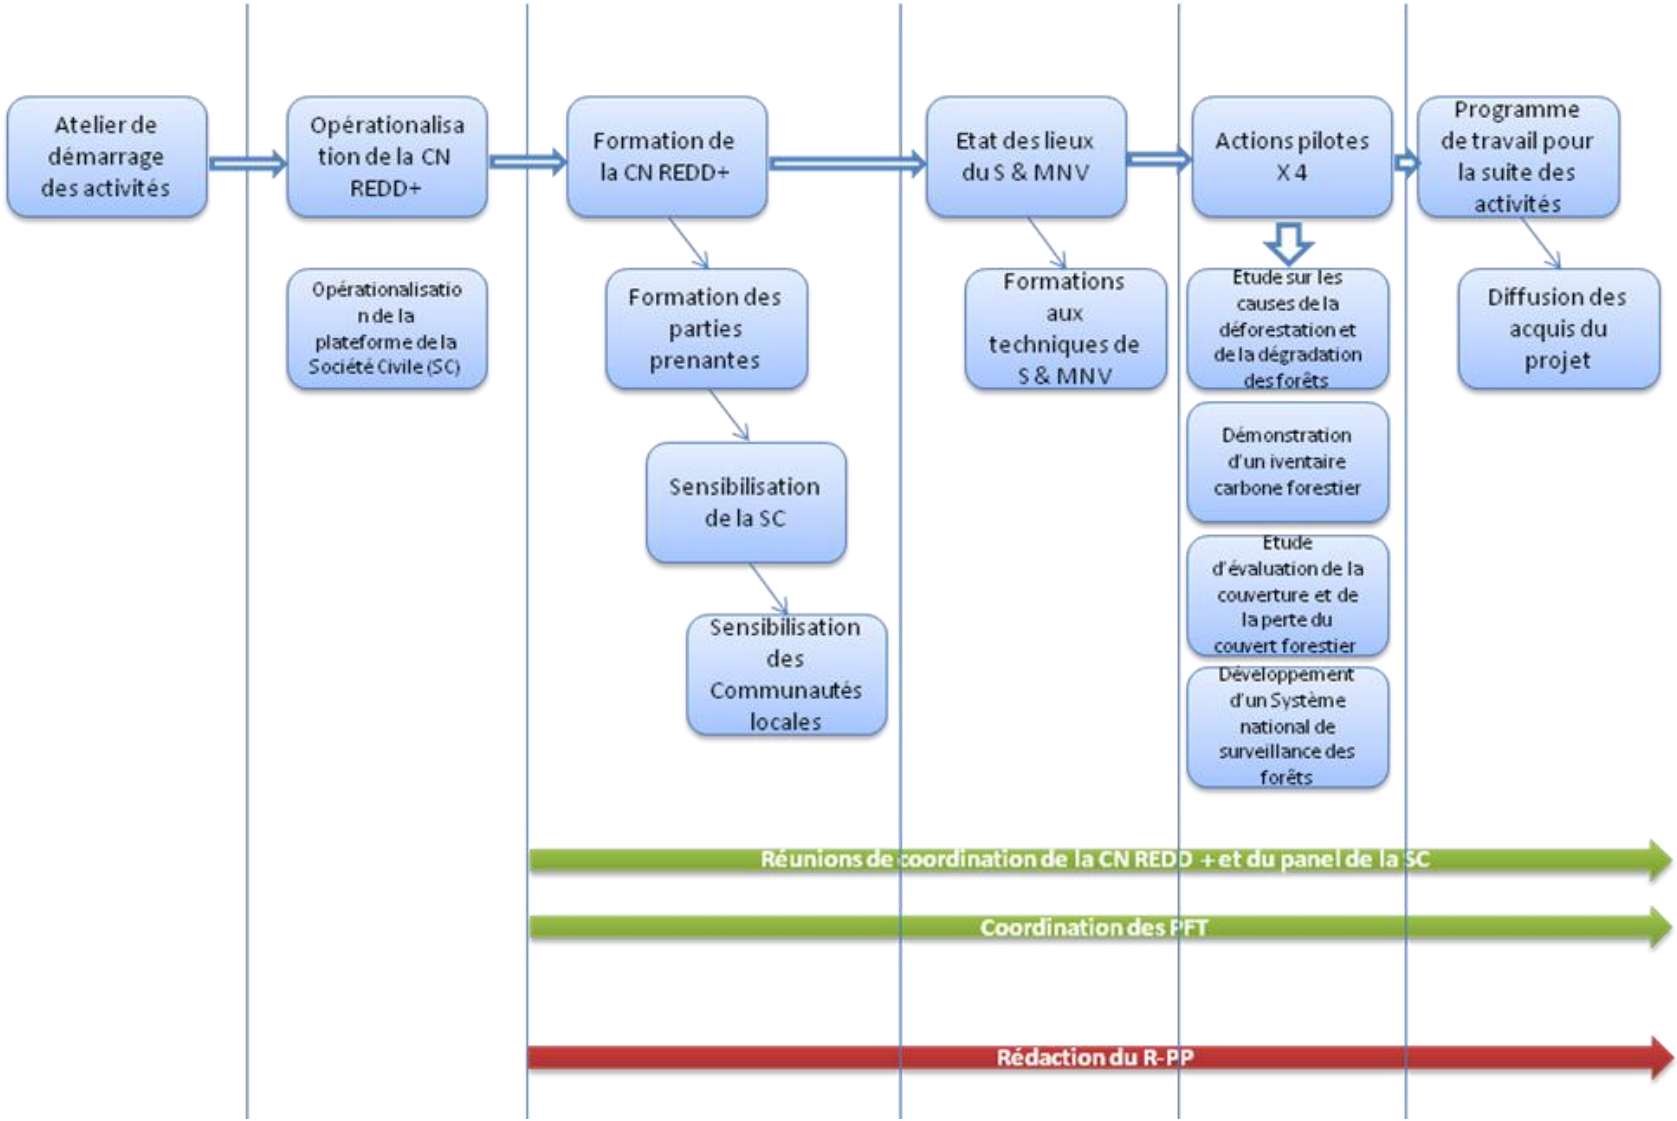 Atelier de
démarrage
des activités
Opérationalisa
tion de la CN
REDD+
Opérationalisatio
n de la
plateforme de la
Société Civile (SC)
Formation de
la CN REDD+
Formation des
parties
prenantes
Sensibilisation
de la SC
Sensibilisation
des
Communautés
locales
Etat des lieux
du S & MNV
Formations
aux
techniques de
S & MNV
Actions pilotes
X 4
Etude sur les
causes de la
déforestation et
de la dégradation
des forêts
Démonstration
d'un iventaire
carbone forestier
Etude
d'évaluation de la
couverture et de
la perte du
couvert forestier
Développement
d'un Système
national de
surveillance des
forêts
Programme
de travail pour
la suite des
activités
Diffusion des
acquis du
projet
Réunions de coordination de la CN REDD + et du panel de la SC
Coordination des PFT
Rédaction du R-PP